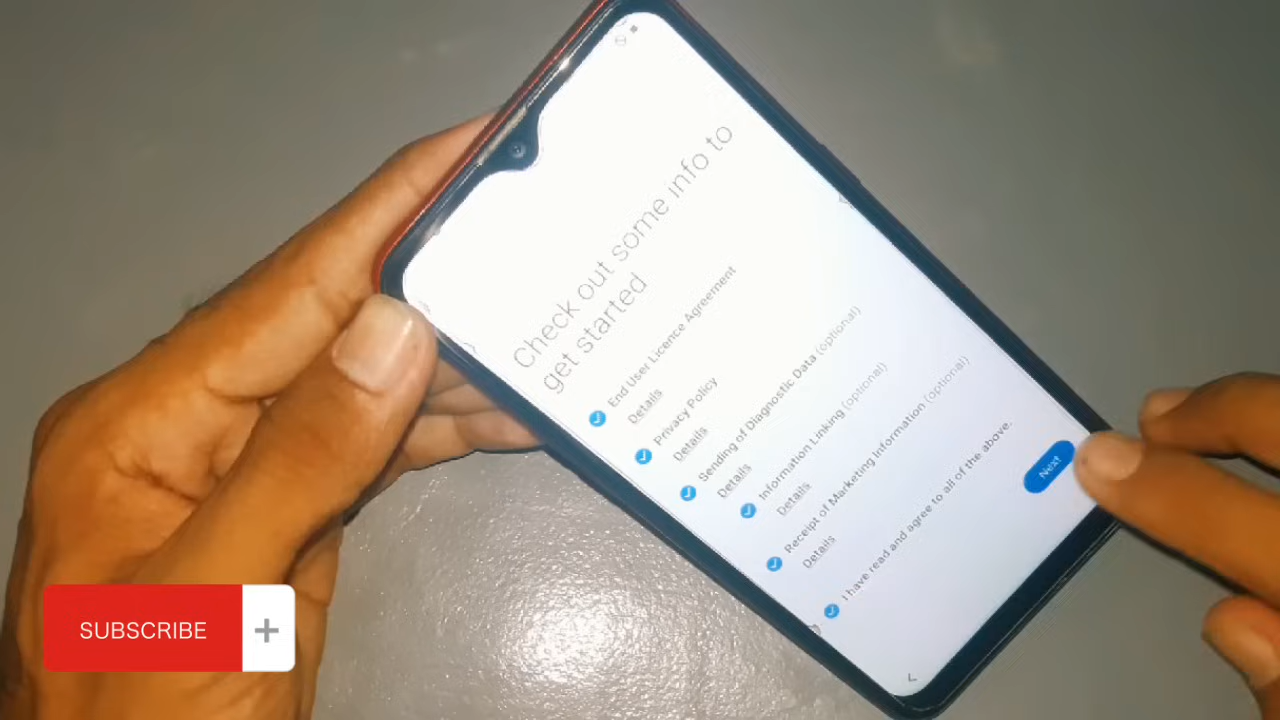 Check out some info to
get started
End User Licence Agreement
Details
Privacy Policy
Details
Sending of Diagnostic Data (optional)
Details
Information Linking (optional)
Details
Receipt of Marketing Information (optional)
Details
I have read and agree to all of the above.
Next
SUBSCRIBE